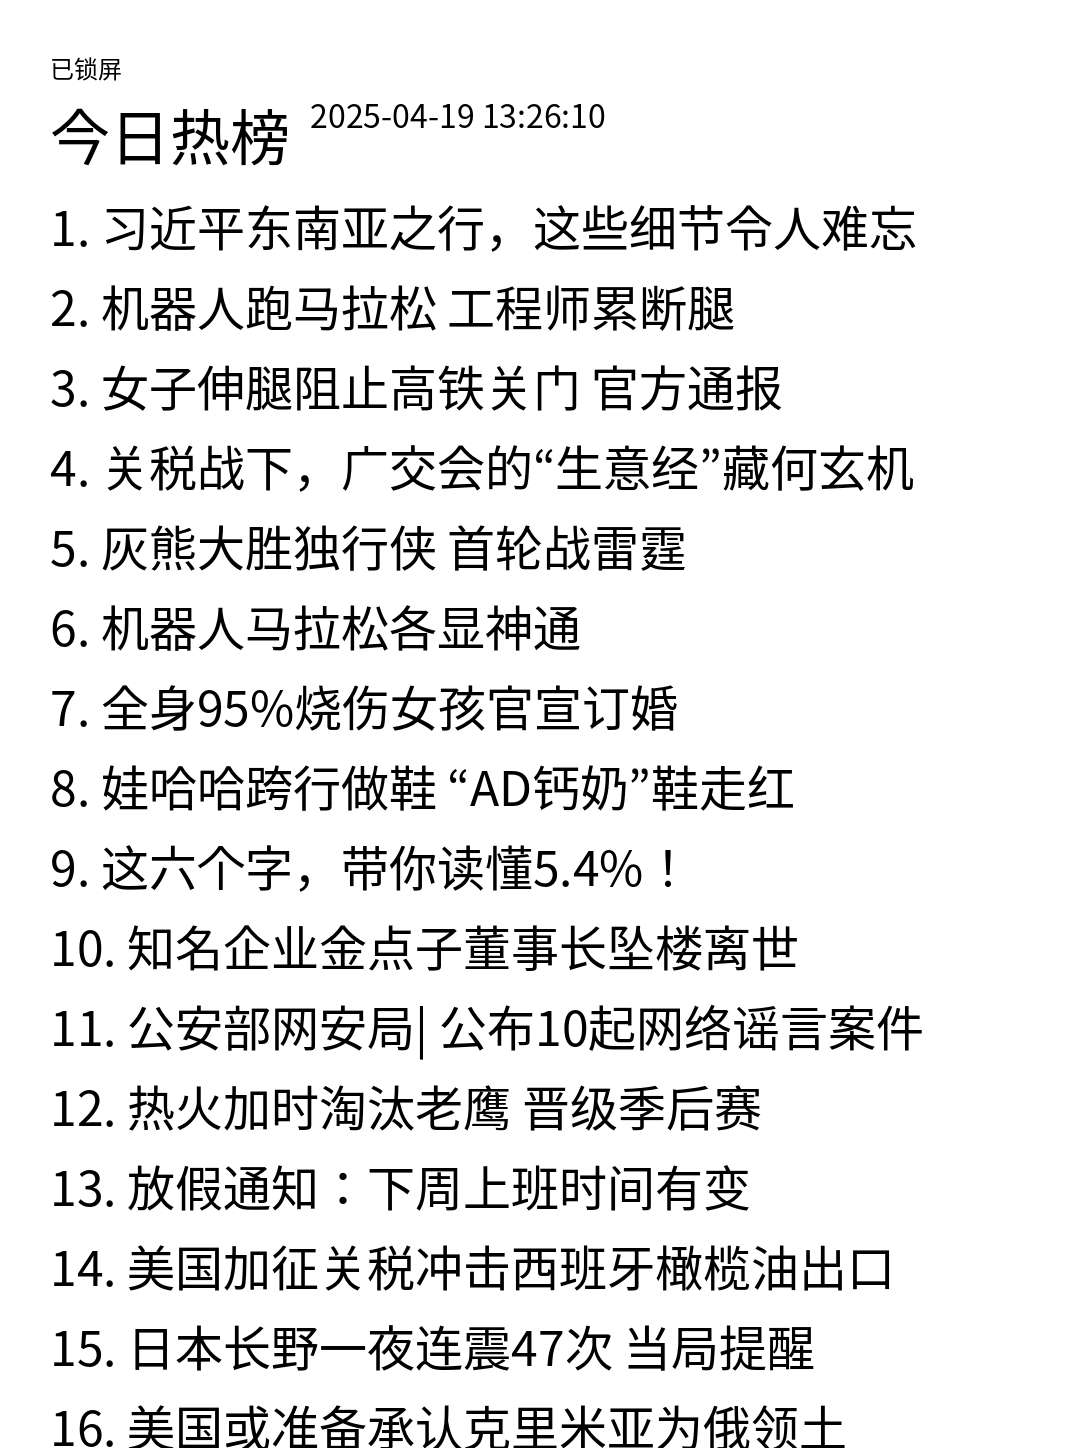 已锁屏
今日热榜 2025-04-19 13:26:10
1. 习近平东南亚之行，这些细节令人难忘
2. 机器人跑马拉松 工程师累断腿
3. 女子伸腿阻止高铁关门 官方通报
4. 关税战下，广交会的“生意经”藏何玄机
5. 灰熊大胜独行侠 首轮战雷霆
6. 机器人马拉松各显神通
7. 全身95%烧伤女孩官宣订婚
8. 娃哈哈跨行做鞋 “AD钙奶”鞋走红
9. 这六个字，带你读懂5.4%！
10. 知名企业金点子董事长坠楼离世
11. 公安部网安局| 公布10起网络谣言案件
12. 热火加时淘汰老鹰 晋级季后赛
13. 放假通知：下周上班时间有变
14. 美国加征关税冲击西班牙橄榄油出口
15. 日本长野一夜连震47次 当局提醒
16. 美国或准备承认克里米亚为俄领土